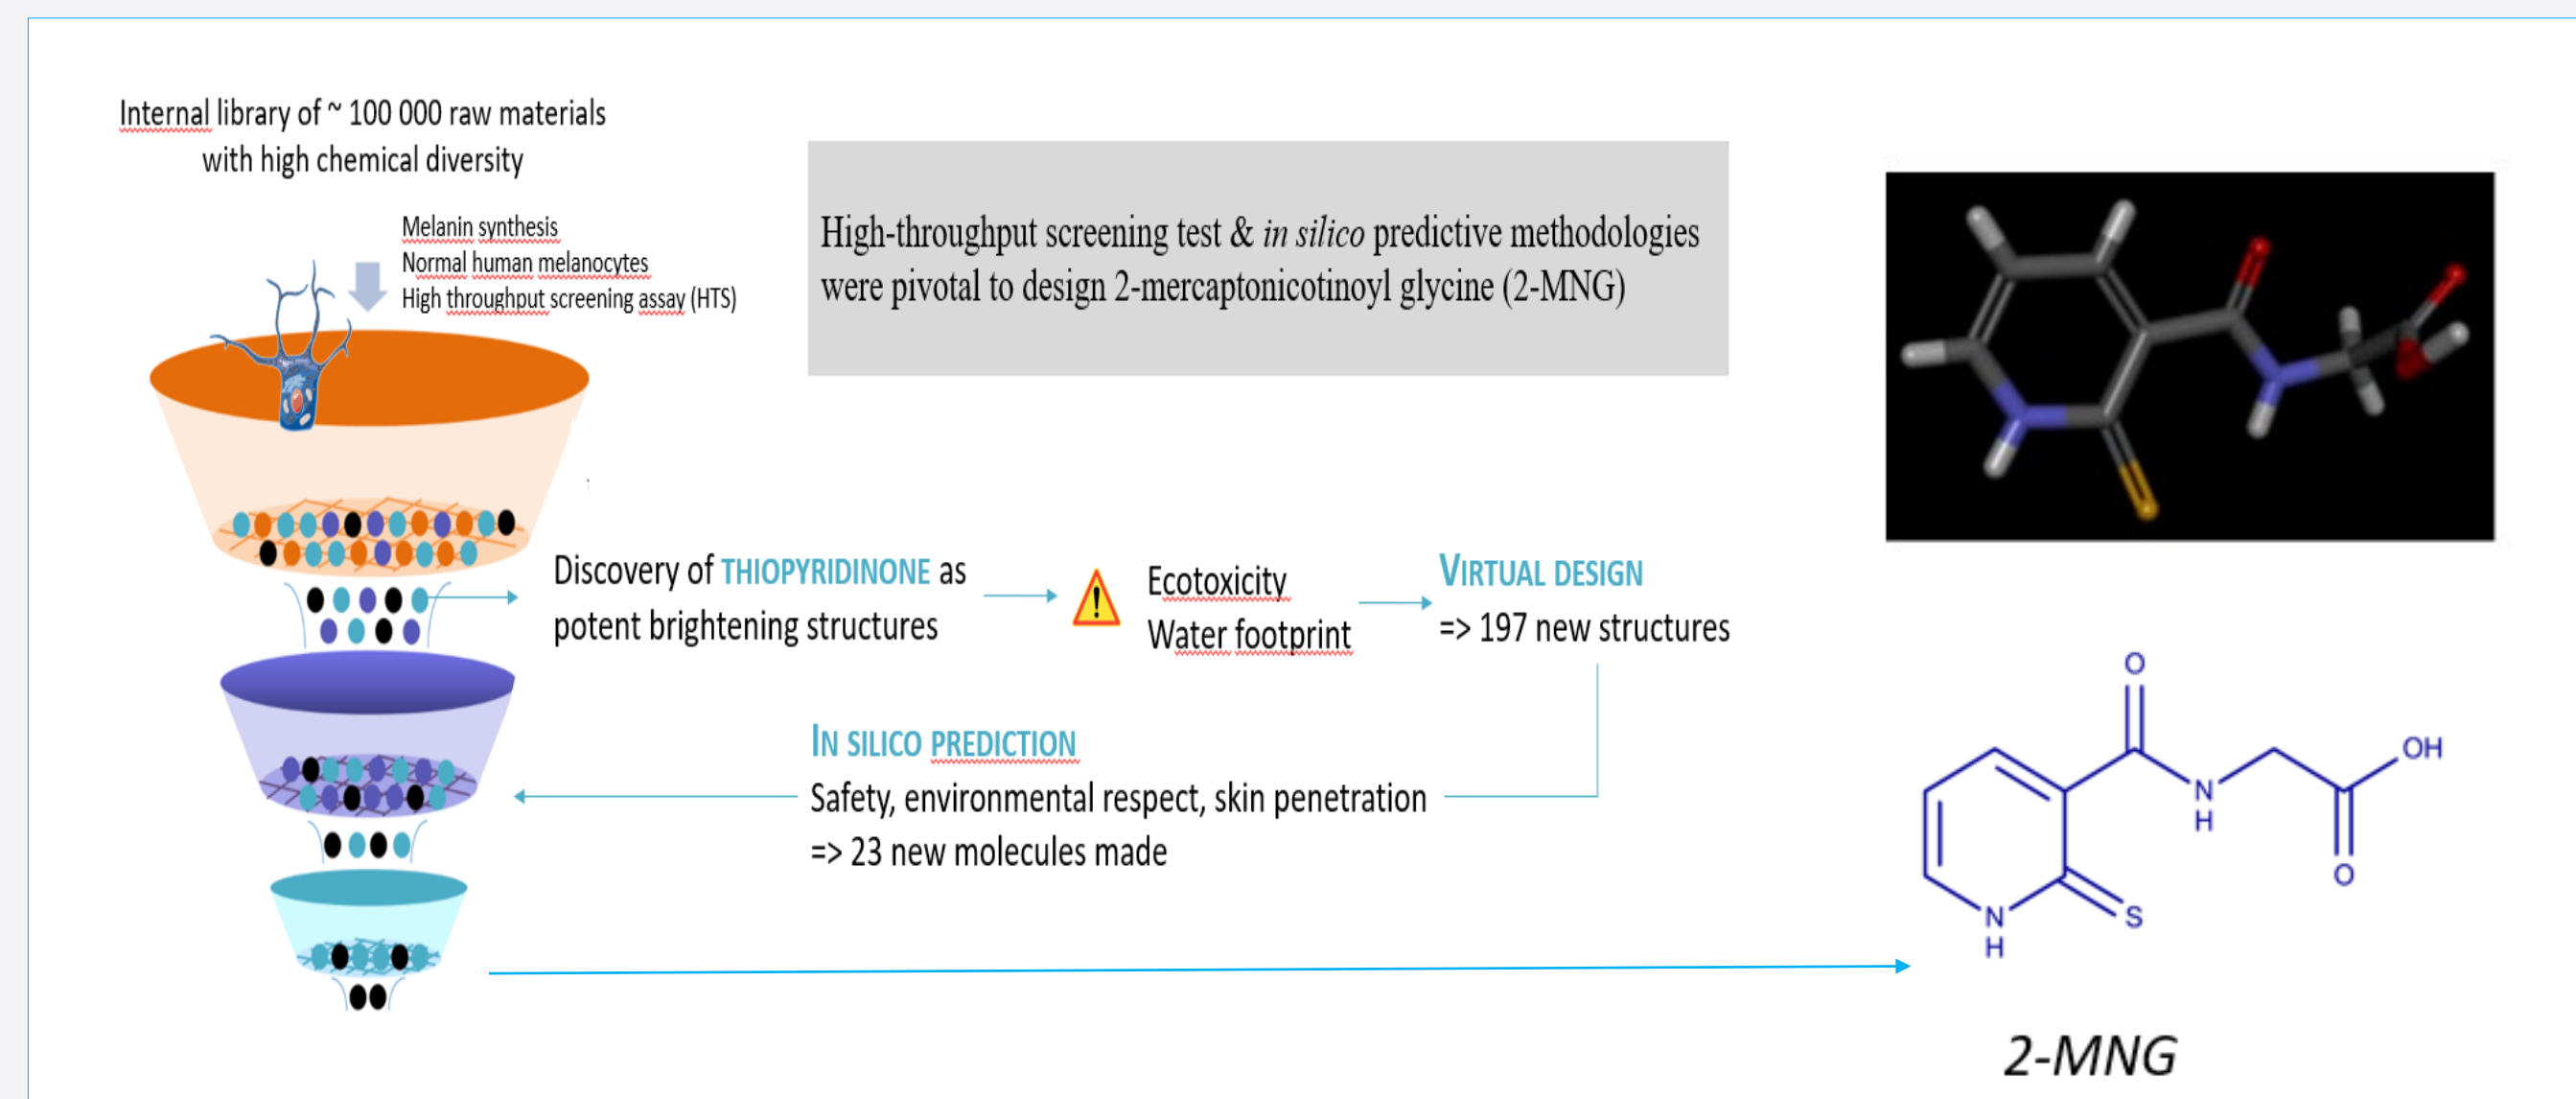 Internal library of ~ 100 000 raw materials
with high chemical diversity
Melanin synthesis
Normal human melanocytes
High throughput screening assay (HTS)
High-throughput screening test & in silico predictive methodologies
were pivotal to design 2-mercaptonicotinoyl glycine (2-MNG)
Discovery of THIOPYRIDINONE as
potent brightening structures
!
Ecotoxicity
Water footprint
VIRTUAL DESIGN
=> 197 new structures
IN SILICO PREDICTION
Safety, environmental respect, skin penetration
=> 23 new molecules made
O
OH
N
H
O
N
H
S
2-MNG